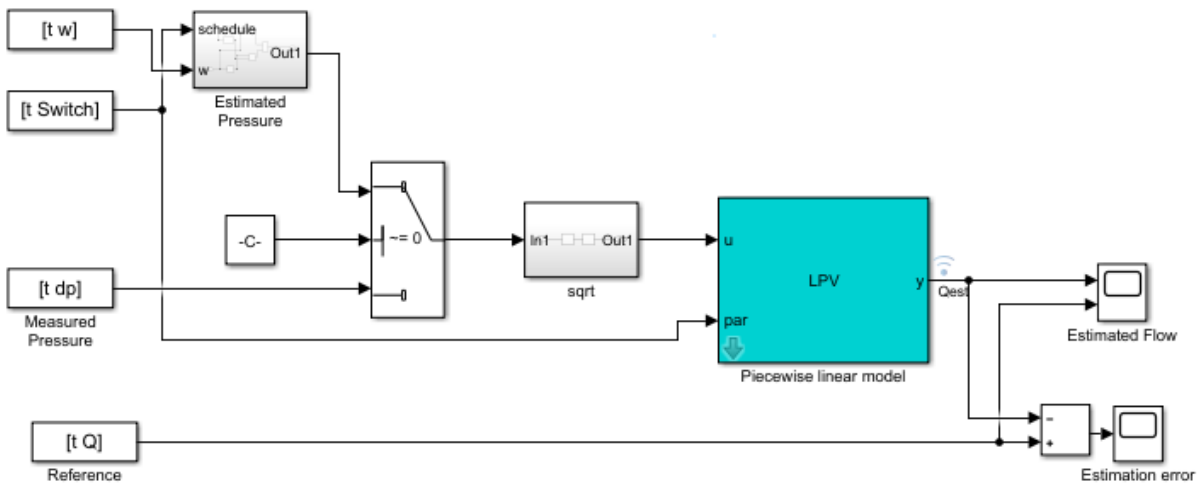 [t w]
schedule
Out1
w
Estimated
Pressure
[t Switch]
-C-
~= 0
In1
Out1
sqrt
u
LPV
y
par
Piecewise linear model
Qest
Estimated Flow
[t dp]
Measured
Pressure
[t Q]
Reference
−
+
Estimation error